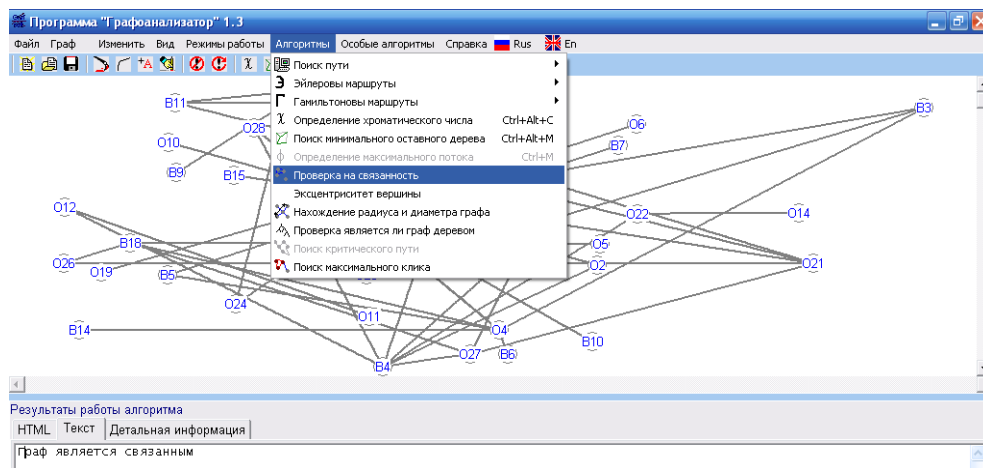 Программа "Графоанализатор" 1.3
Файл Граф Изменить Вид Режимы работы Алгоритмы Особые алгоритмы Справка Rus En
Поиск пути
Эйлеровы маршруты
Гамильтоновы маршруты
Определение хроматического числа Ctrl+Alt+C
Поиск минимального оставного дерева Ctrl+Alt+M
Определение максимального потока Ctrl+M
Проверка на связанность
Эксцентриситет вершины
Нахождение радиуса и диаметра графа
Проверка является ли граф деревом
Поиск критического пути
Поиск максимального клика
B11
B3
O28
O6
O10
B7
B9
B15
O12
O22
O14
B18
O5
O26
O19
B5
O2
O21
O24
O11
B14
O4
B10
O27
B6
B4
Результаты работы алгоритма
HTML Текст Детальная информация
Граф является связанным